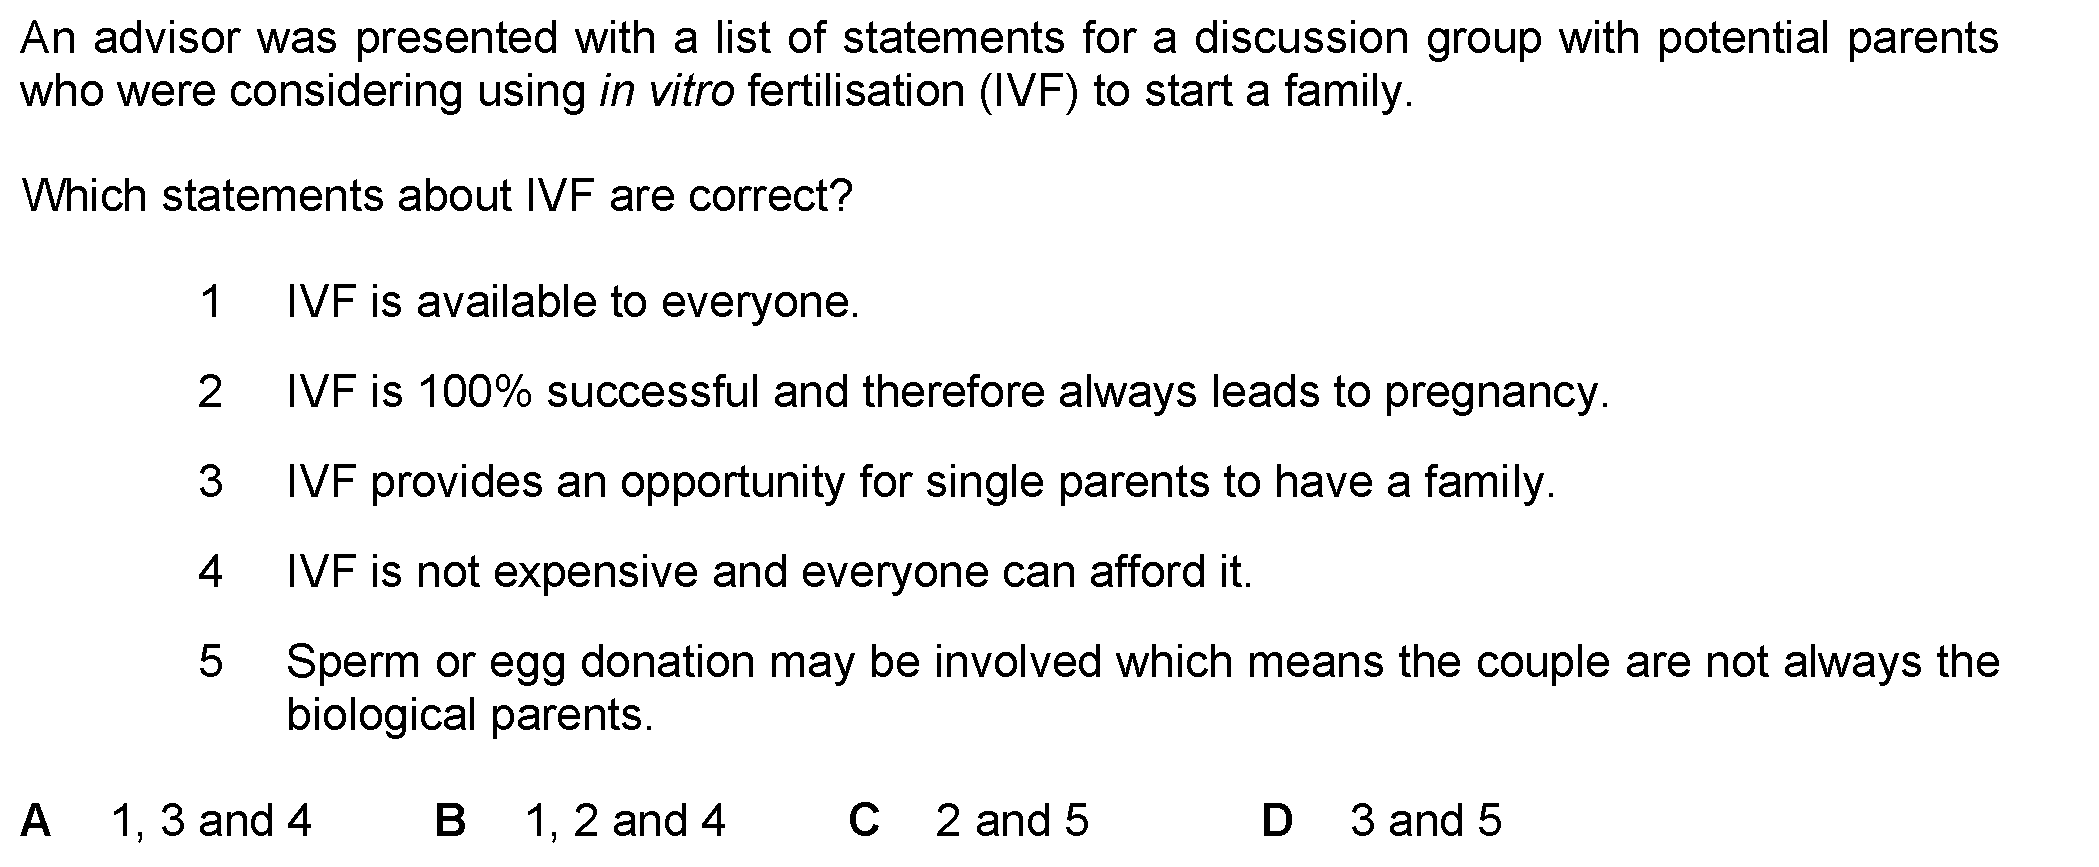 An advisor was presented with a list of statements for a discussion group with potential parents
who were considering using in vitro fertilisation (IVF) to start a family.
Which statements about IVF are correct?
1 IVF is available to everyone.
2 IVF is 100% successful and therefore always leads to pregnancy.
3 IVF provides an opportunity for single parents to have a family.
4 IVF is not expensive and everyone can afford it.
5 Sperm or egg donation may be involved which means the couple are not always the
biological parents.
A 1, 3 and 4 B 1, 2 and 4 C 2 and 5 D 3 and 5